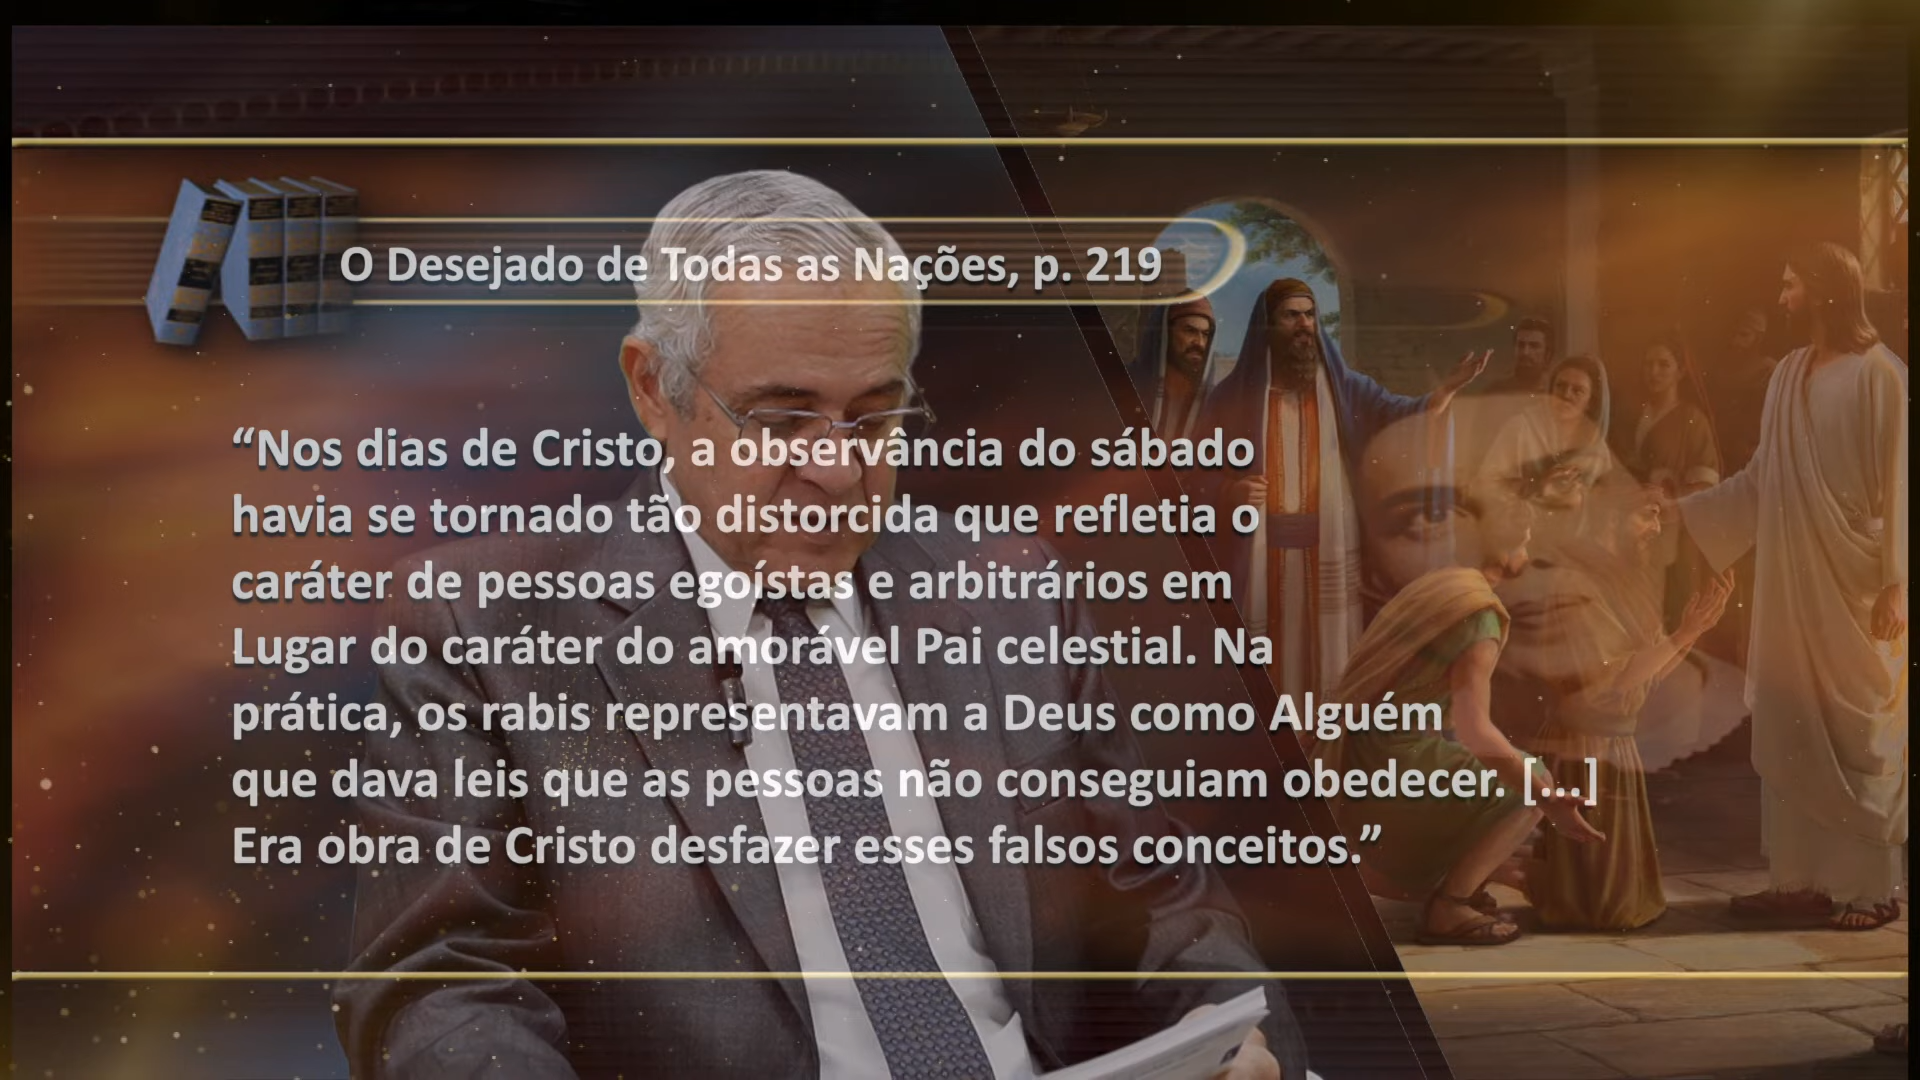 O Desejado de Todas as Nações, p. 219
“Nos dias de Cristo, a observância do sábado
havia se tornado tão distorcida que refletia o
caráter de pessoas egoístas e arbitrários em
Lugar do caráter do amorável Pai celestial. Na
prática, os rabis representavam a Deus como Alguém
que dava leis que as pessoas não conseguiam obedecer. [...]
Era obra de Cristo desfazer esses falsos conceitos.”